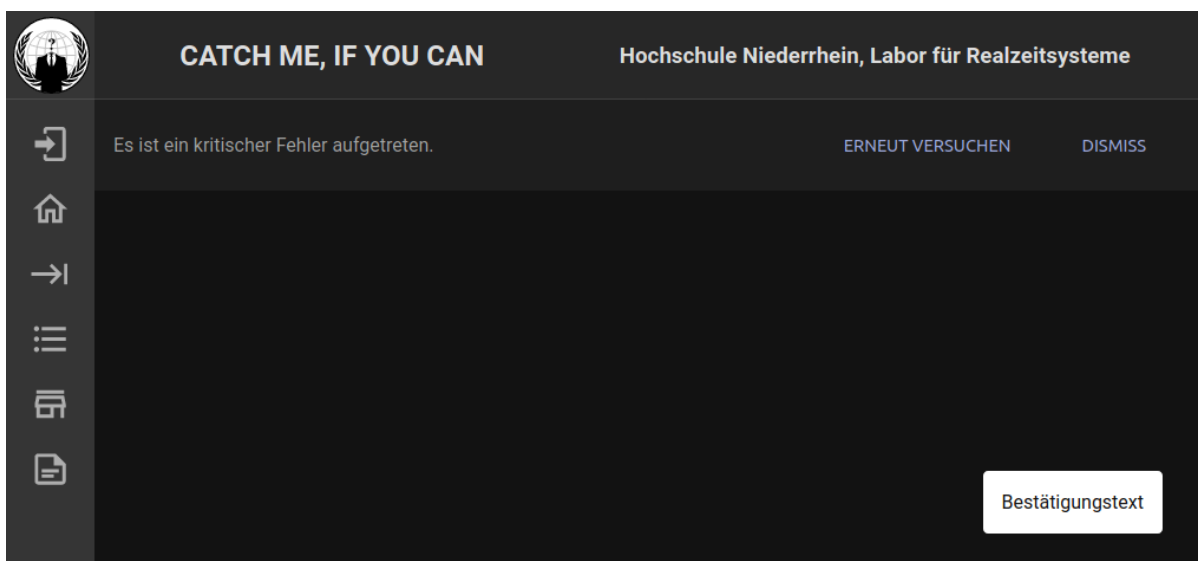 CATCH ME, IF YOU CAN
Hochschule Niederrhein, Labor für Realzeitsysteme
Es ist ein kritischer Fehler aufgetreten.
ERNEUT VERSUCHEN
DISMISS
Bestätigungstext